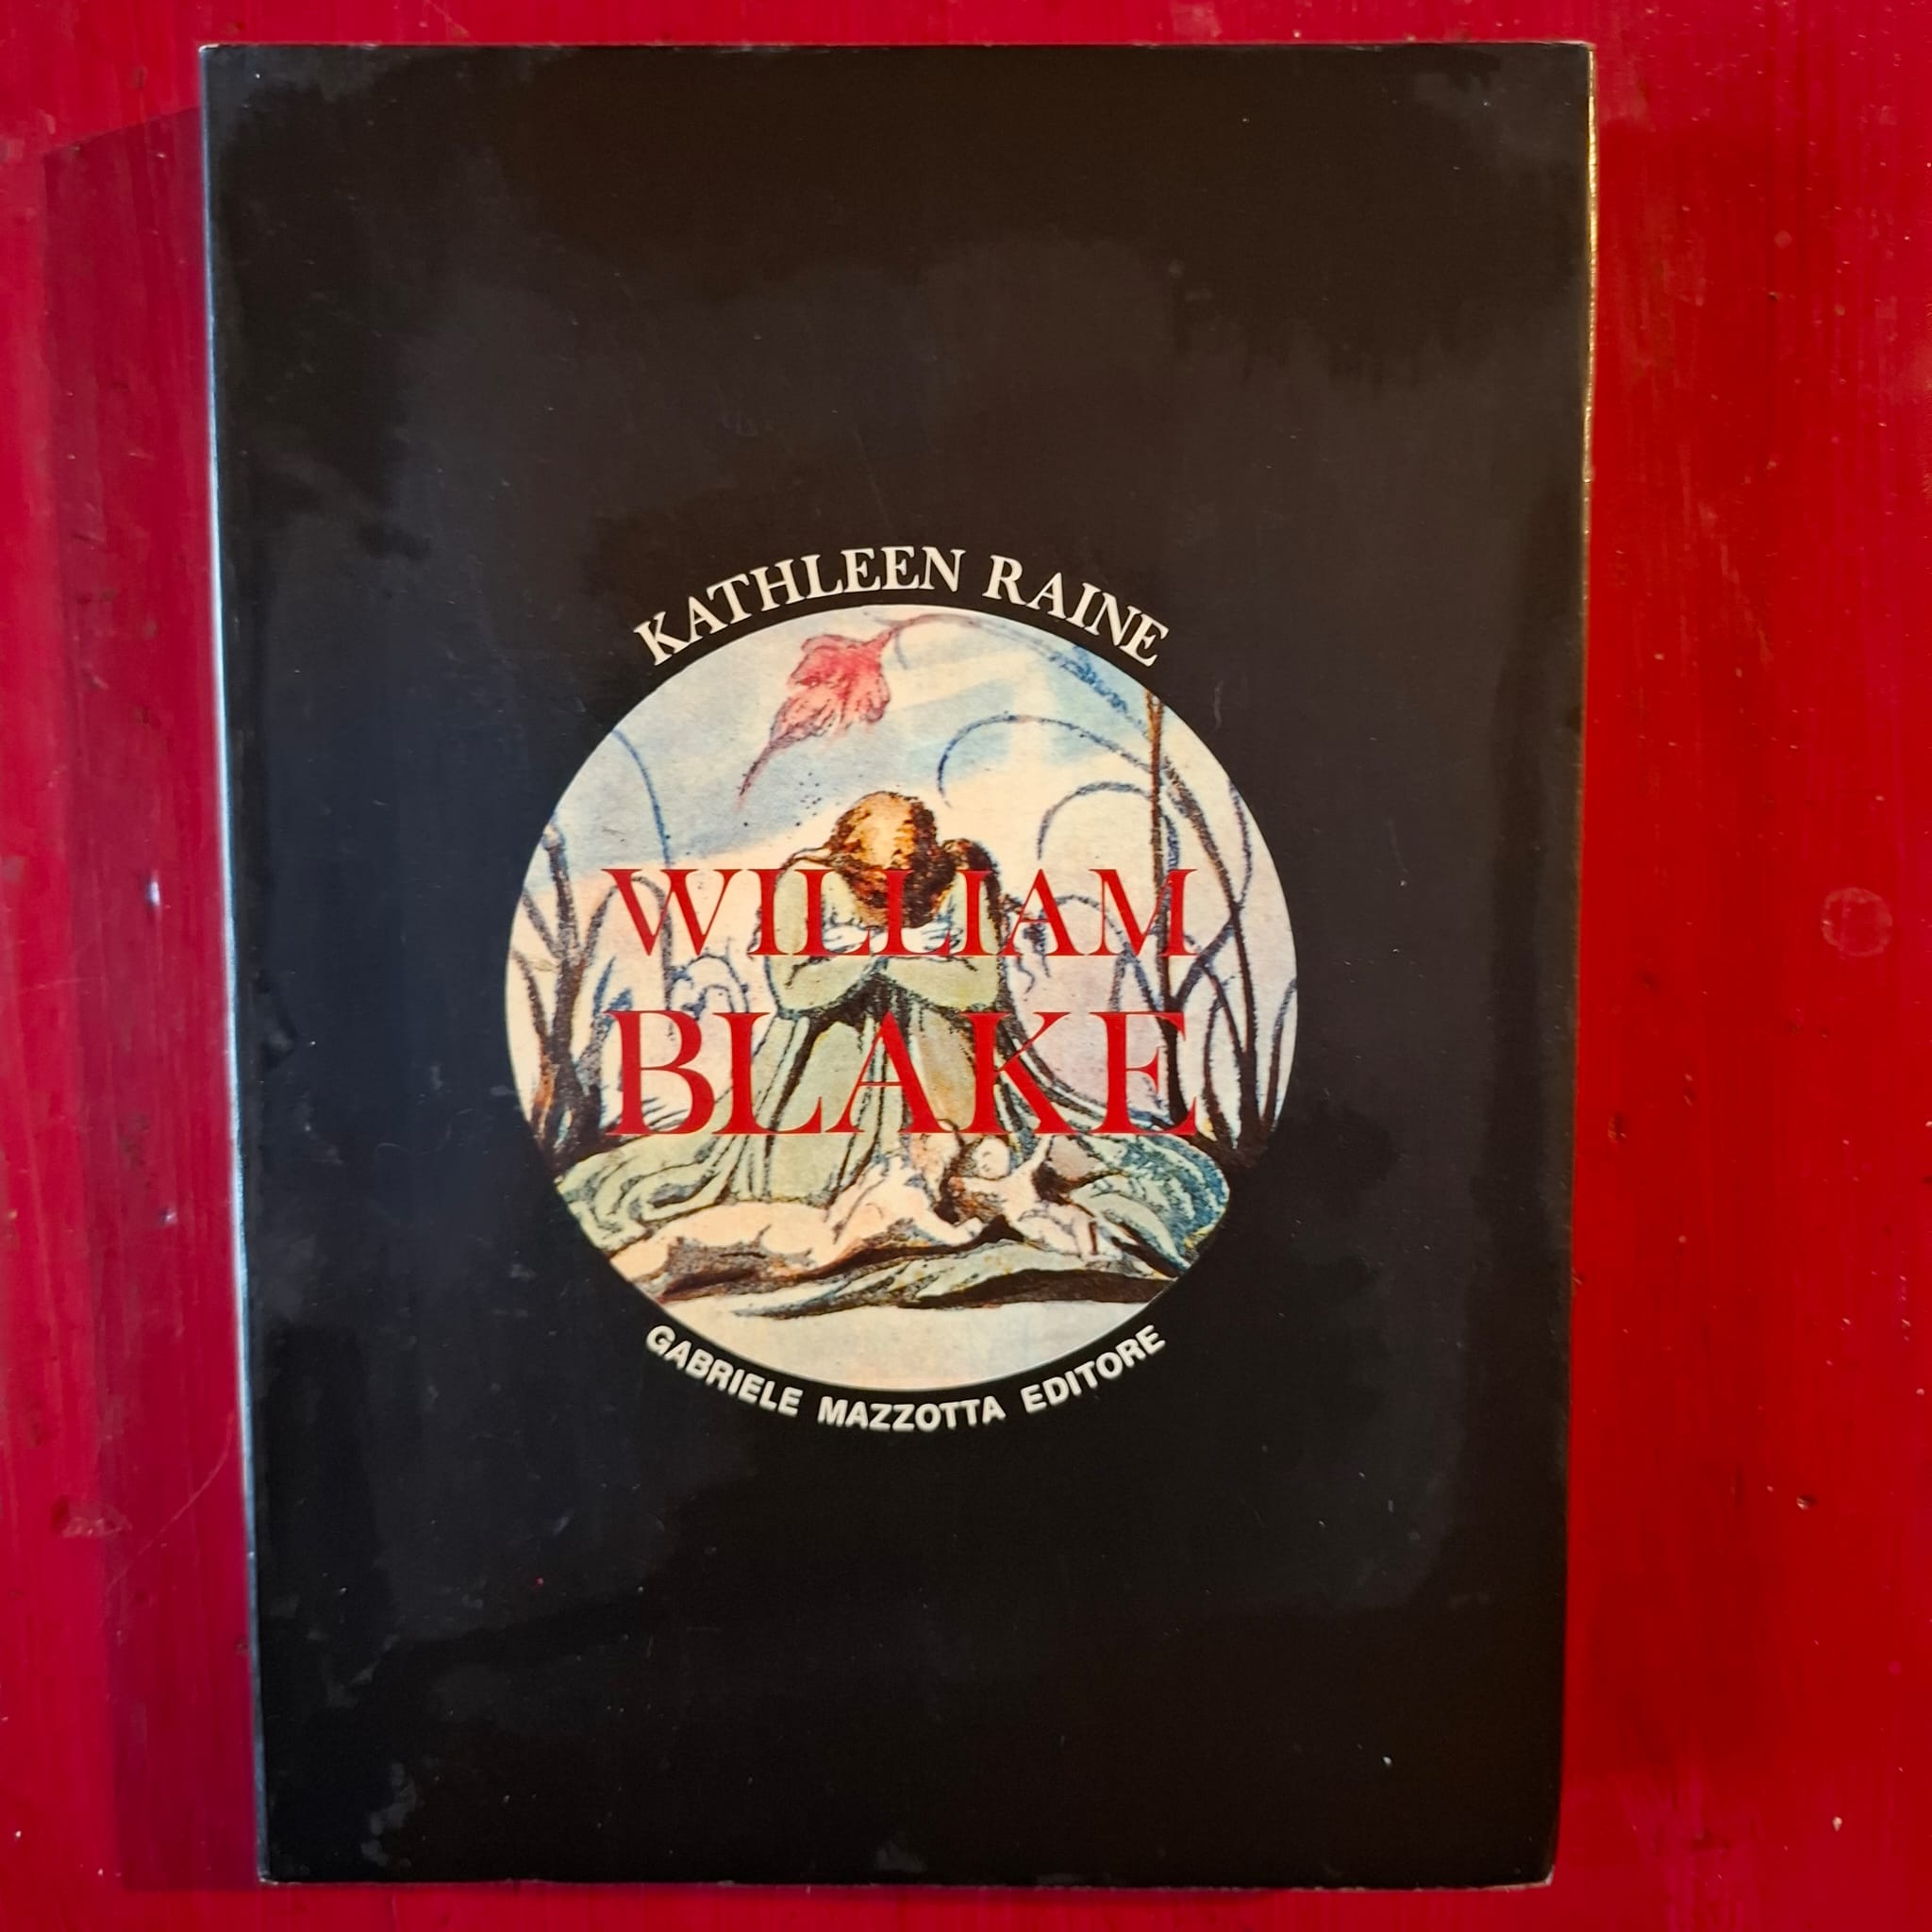 KATHLEEN RAINE
WILLIAM
BLAKE
GABRIELE MAZZOTTA EDITORE